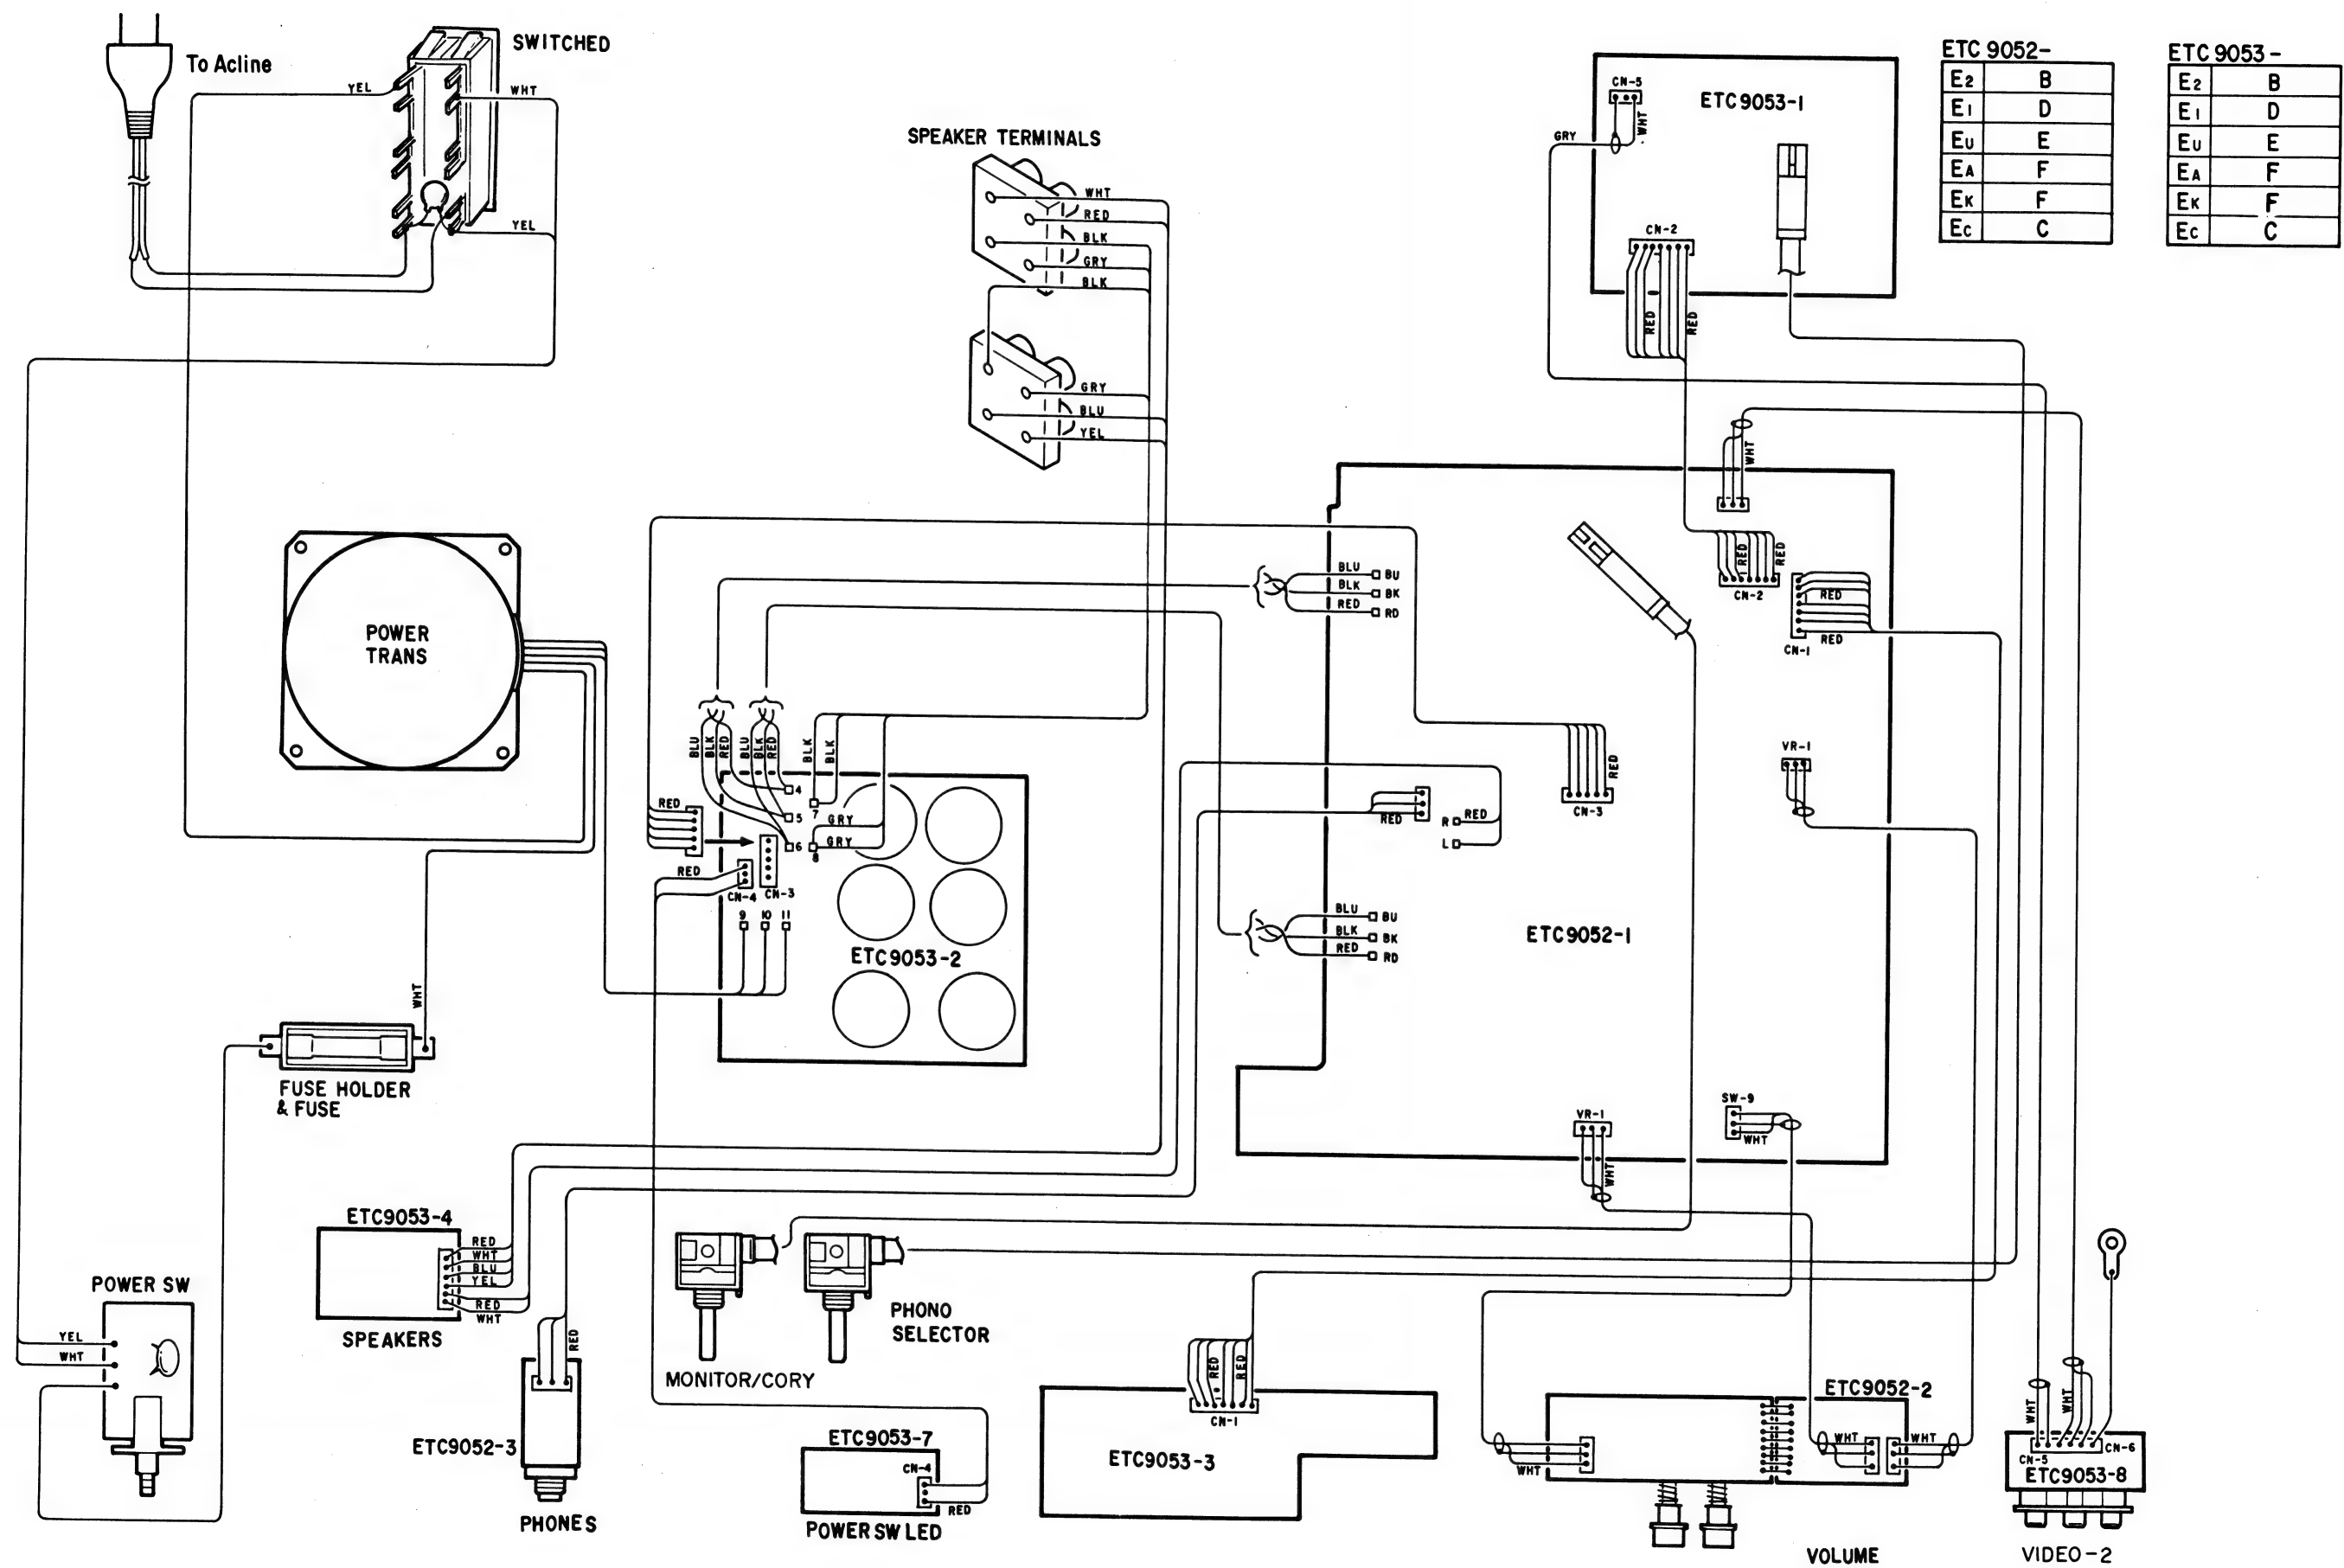 To Acline
SWITCHED
YEL
WHT
YEL
SPEAKER TERMINALS
WHT
RED
BLK
GRY
BLK
GRY
BLU
YEL
CN-5
ETC9053-1
GRY
WHT
CN-2
RED
RED
ETC 9052-
E2 B
E1 D
EU E
EA F
EK F
EC C
ETC 9053-
E2 B
E1 D
EU E
EA F
EK F
EC C
WHT
RED
RED
CN-2
RED
RED
CN-1
POWER
TRANS
BLU
BU
BLK
BK
RED
RD
BLU
BLK
RED
BLU
BLK
RED
BLK
BLK
4
7
5
GRY
6
8
GRY
RED
RED
CN-4
CN-3
9 10 11
ETC9053-2
RED
R
RED
L
RED
CN-3
VR-1
BLU
BU
BLK
BK
RED
RD
ETC9052-1
WHT
FUSE HOLDER
& FUSE
VR-1
WHT
SW-9
WHT
ETC9053-4
RED
WHT
BLU
YEL
RED
WHT
SPEAKERS
POWER SW
YEL
WHT
RED
ETC9052-3
PHONES
MONITOR/CORY
PHONO
SELECTOR
ETC9053-7
CN-4
RED
POWER SW LED
RED
RED
CN-1
ETC9053-3
ETC9052-2
WHT
WHT
WHT
VOLUME
WHT
WHT
CN-6
CN-5
ETC9053-8
VIDEO-2